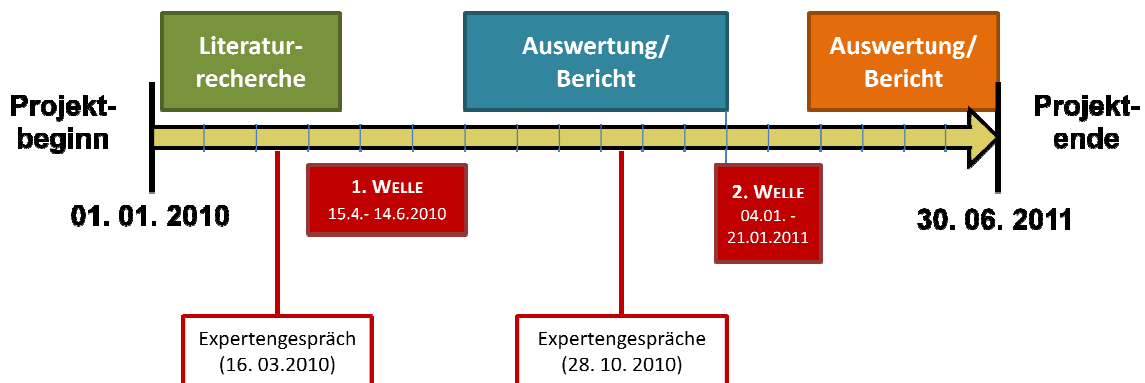 Literatur-
recherche
Auswertung/
Bericht
Auswertung/
Bericht
Projekt-
beginn
Projekt-
ende
1. WELLE
15.4.- 14.6.2010
2. WELLE
04.01. -
21.01.2011
01. 01. 2010
30. 06. 2011
Expertengespräch
(16. 03.2010)
Expertengespräche
(28. 10. 2010)